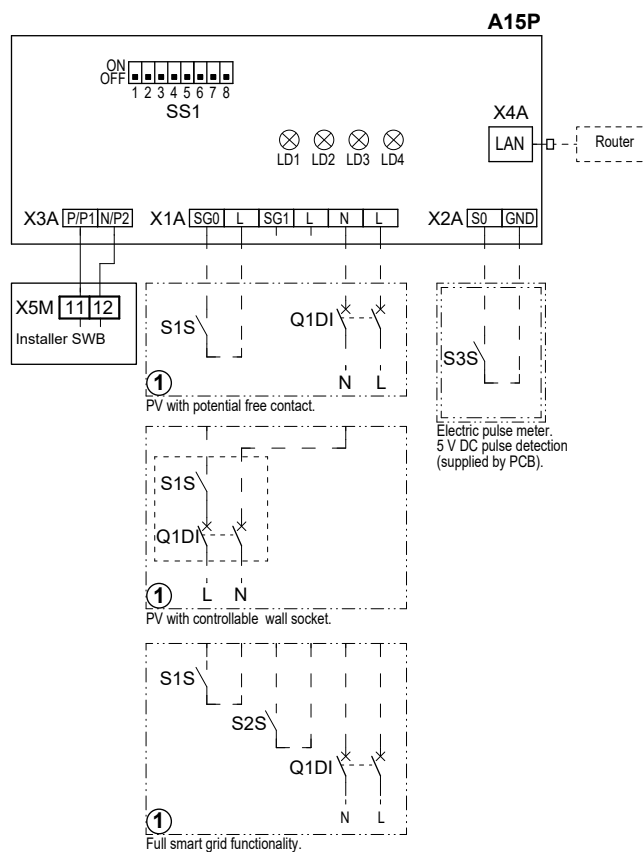 A15P
ON
OFF
1 2 3 4 5 6 7 8
SS1
LD1 LD2 LD3 LD4
X4A
LAN
Router
X3A P/P1 N/P2
X1A SG0 L SG1 L N L
X2A S0 GND
X5M 11 12
Installer SWB
S1S
Q1DI
N L
1
PV with potential free contact.
S3S
Electric pulse meter.
5 V DC pulse detection
(supplied by PCB).
S1S
Q1DI
L N
1
PV with controllable wall socket.
S1S
S2S
Q1DI
N L
1
Full smart grid functionality.